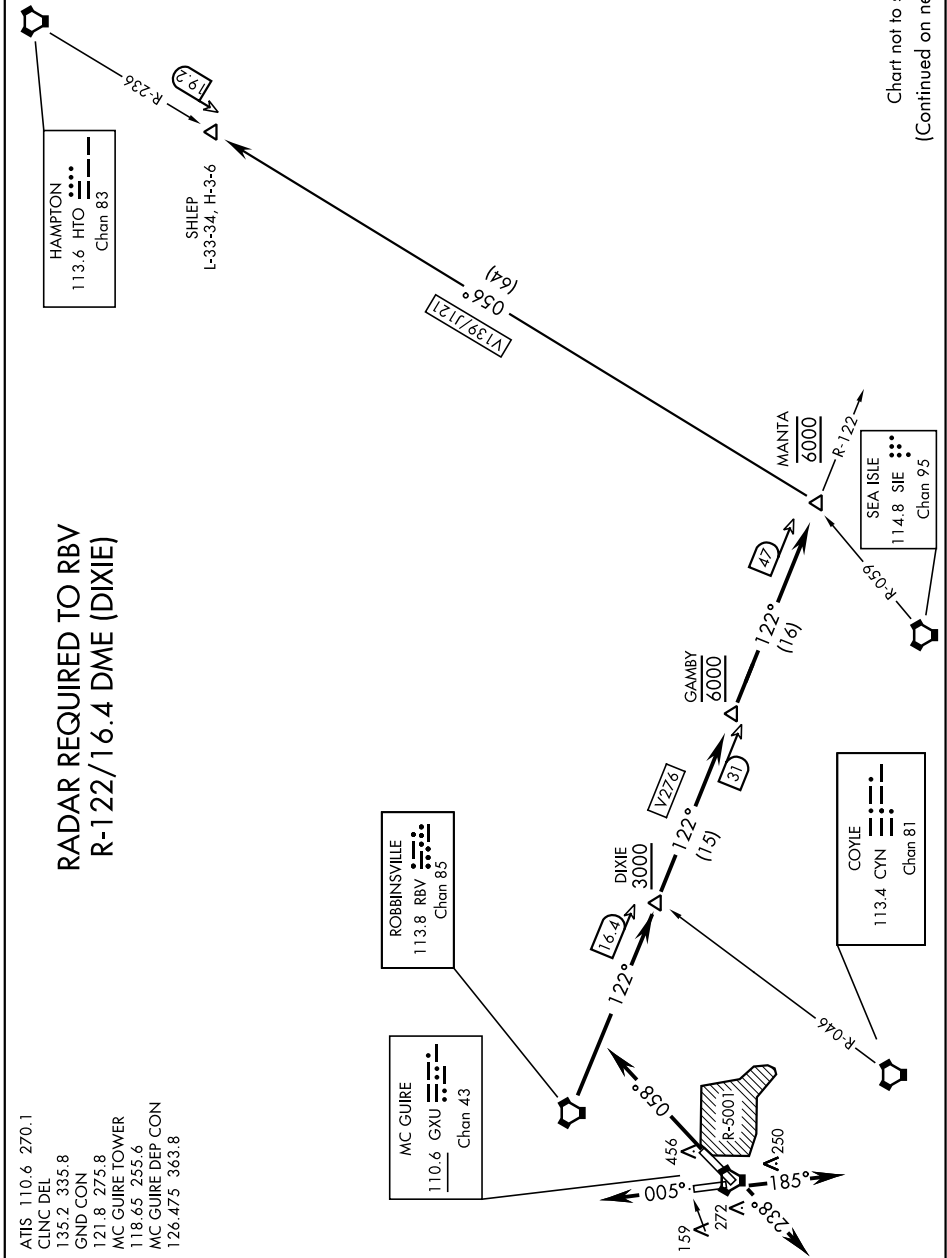 ATIS 110.6 270.1
CLNC DEL
135.2 335.8
GND CON
121.8 275.8
MC GUIRE TOWER
118.65 255.6
MC GUIRE DEP CON
126.475 363.8
RADAR REQUIRED TO RBV
R-122/16.4 DME (DIXIE)
HAMPTON
113.6 HTO
Chan 83
R-236
19.2
SHLEP
L-33-34, H-3-6
056°
(64)
V139/J121
MC GUIRE
110.6 GXU
Chan 43
ROBBINSVILLE
113.8 RBV
Chan 85
122°
16.4
DIXIE
3000
V276
122°
(15)
31
GAMBY
6000
122°
(16)
47
MANTA
6000
R-122
SEA ISLE
114.8 SIE
Chan 95
R-059
COYLE
113.4 CYN
Chan 81
R-046
058°
005°
185°
238°
R-5001
456
250
272
159
Chart not to
(Continued on ne